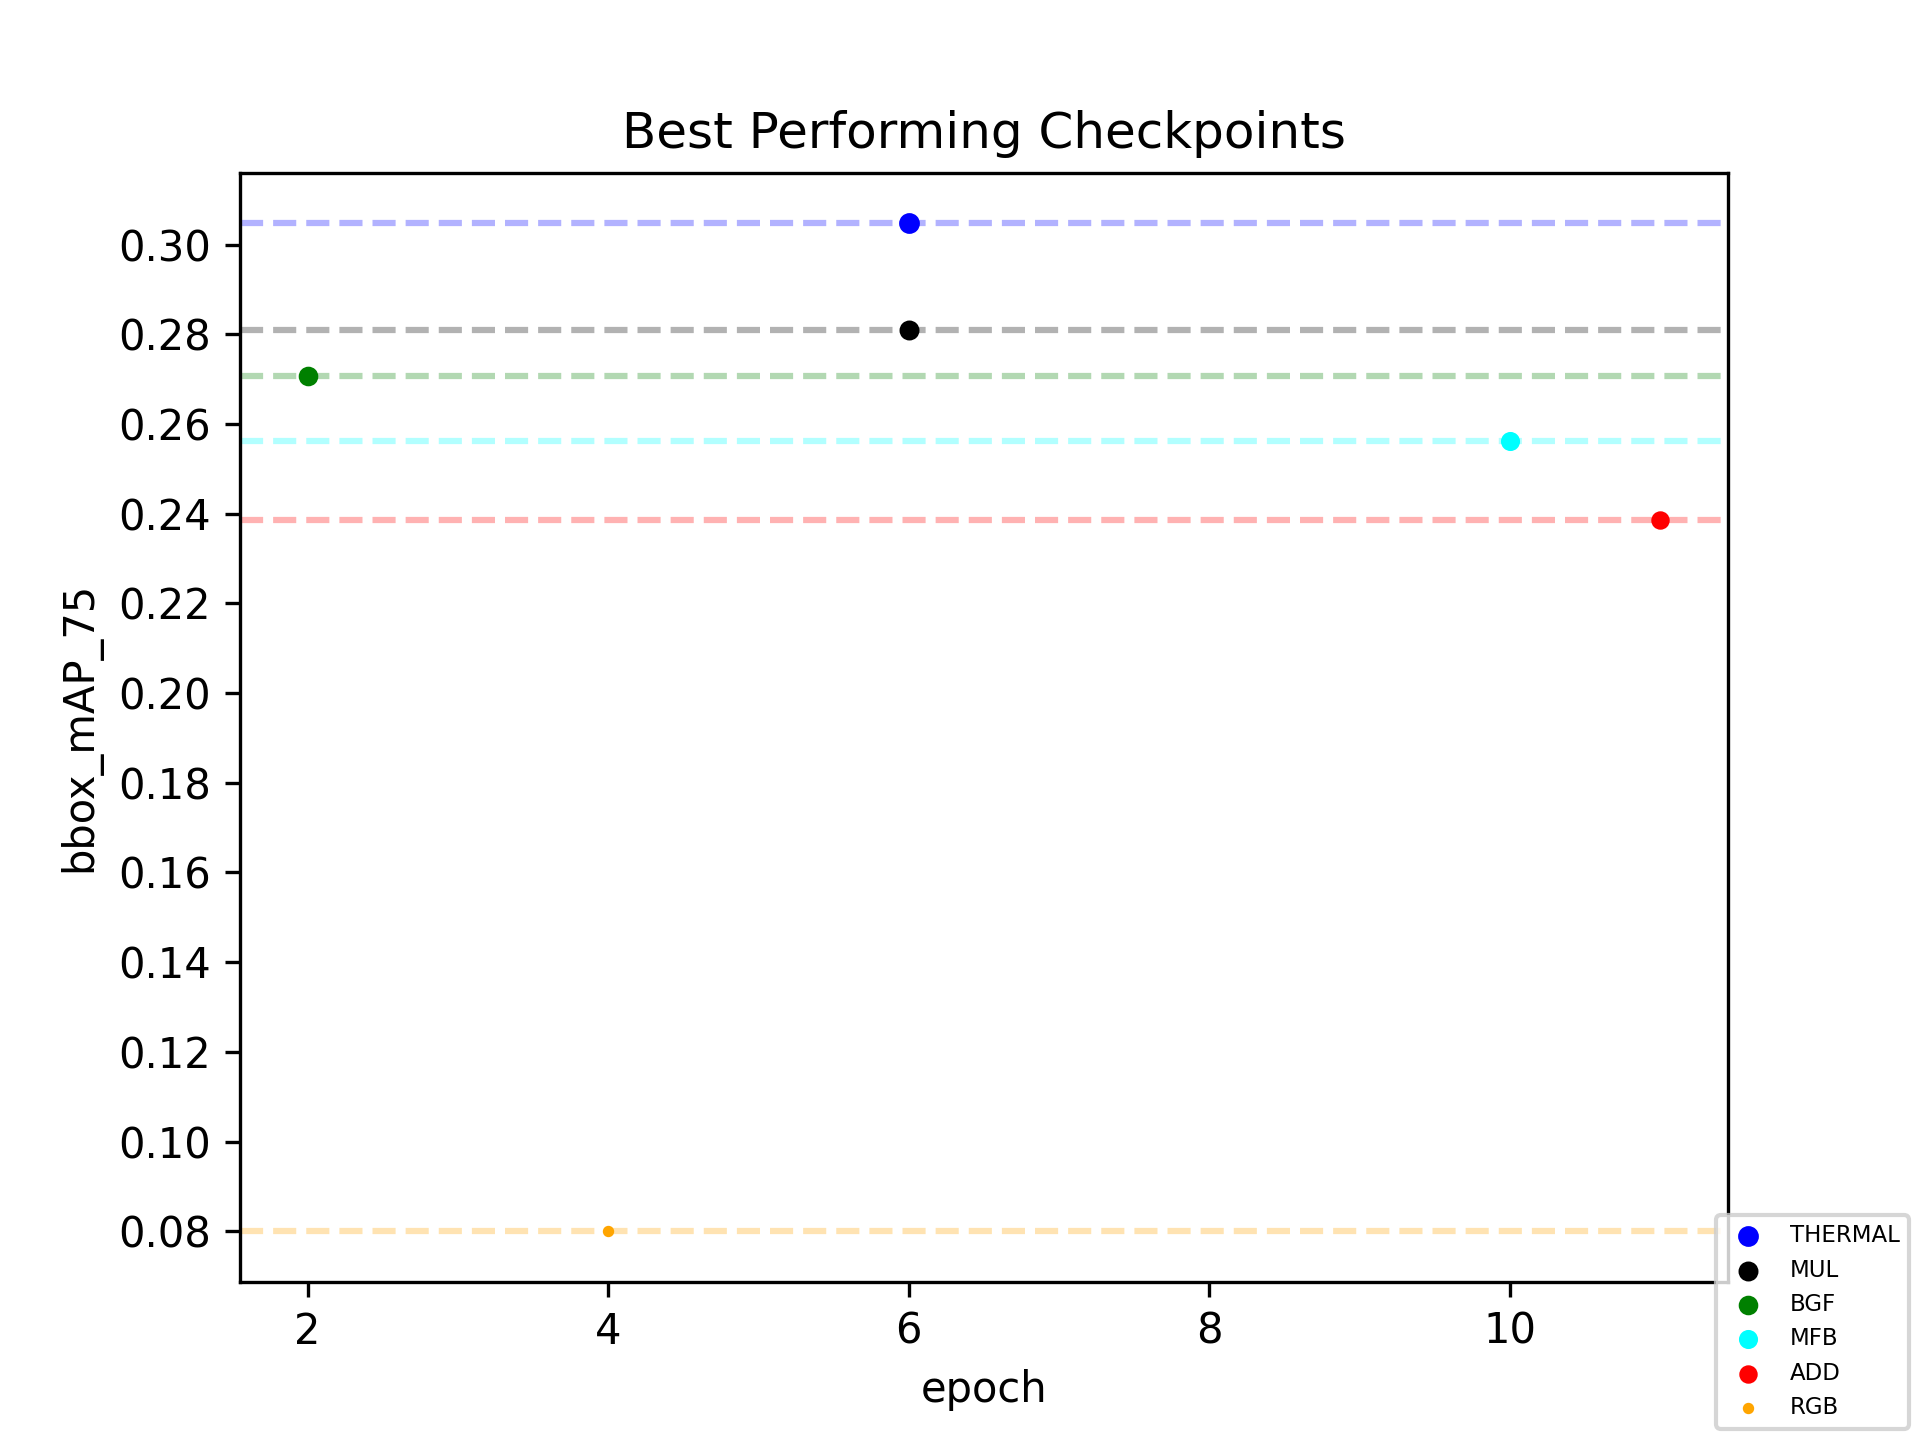 Best Performing Checkpoints
0.30
0.28
0.26
0.24
0.22
0.20
0.18
0.16
0.14
0.12
0.10
0.08
bbox_mAP_75
2 4 6 8 10
epoch
THERMAL
MUL
BGF
MFB
ADD
RGB